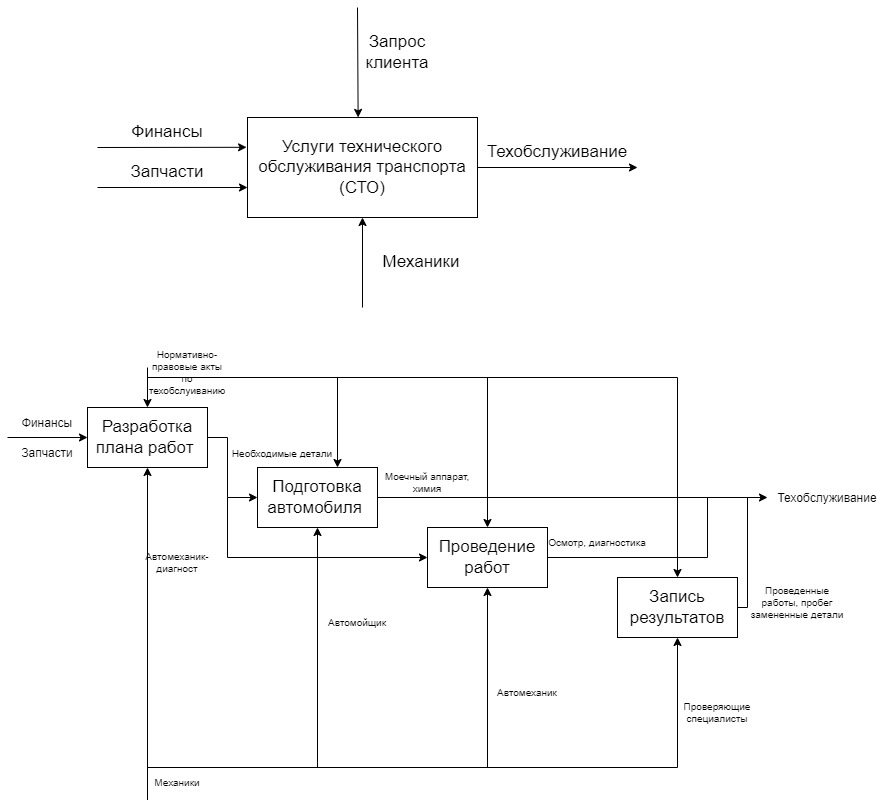 Запрос
клиента
Финансы
Запчасти
Услуги технического
обслуживания транспорта
(СТО)
Техобслуживание
Механики
Нормативно-
правовые акты
по
техобслуиванию
Финансы
Запчасти
Разработка
плана работ
Необходимые детали
Подготовка
автомобиля
Моечный аппарат,
химия
Техобслуживание
Автомеханик-
диагност
Проведение
работ
Осмотр, диагностика
Запись
результатов
Проведенные
работы, пробег
замененные детали
Автомойщик
Автомеханик
Проверяющие
специалисты
Механики